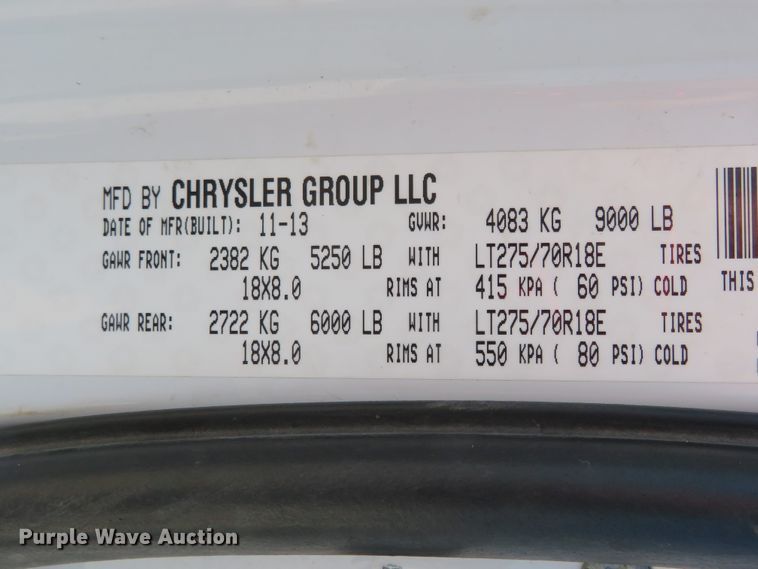 MFD BY CHRYSLER GROUP LLC
DATE OF MFR(BUILT): 11-13 GVWR: 4083 KG 9000 LB
GAWR FRONT: 2382 KG 5250 LB WITH LT275/70R18E TIRES
18X8.0 RIMS AT 415 KPA ( 60 PSI) COLD
THIS
GAWR REAR: 2722 KG 6000 LB WITH LT275/70R18E TIRES
18X8.0 RIMS AT 550 KPA ( 80 PSI) COLD
Purple Wave Auction